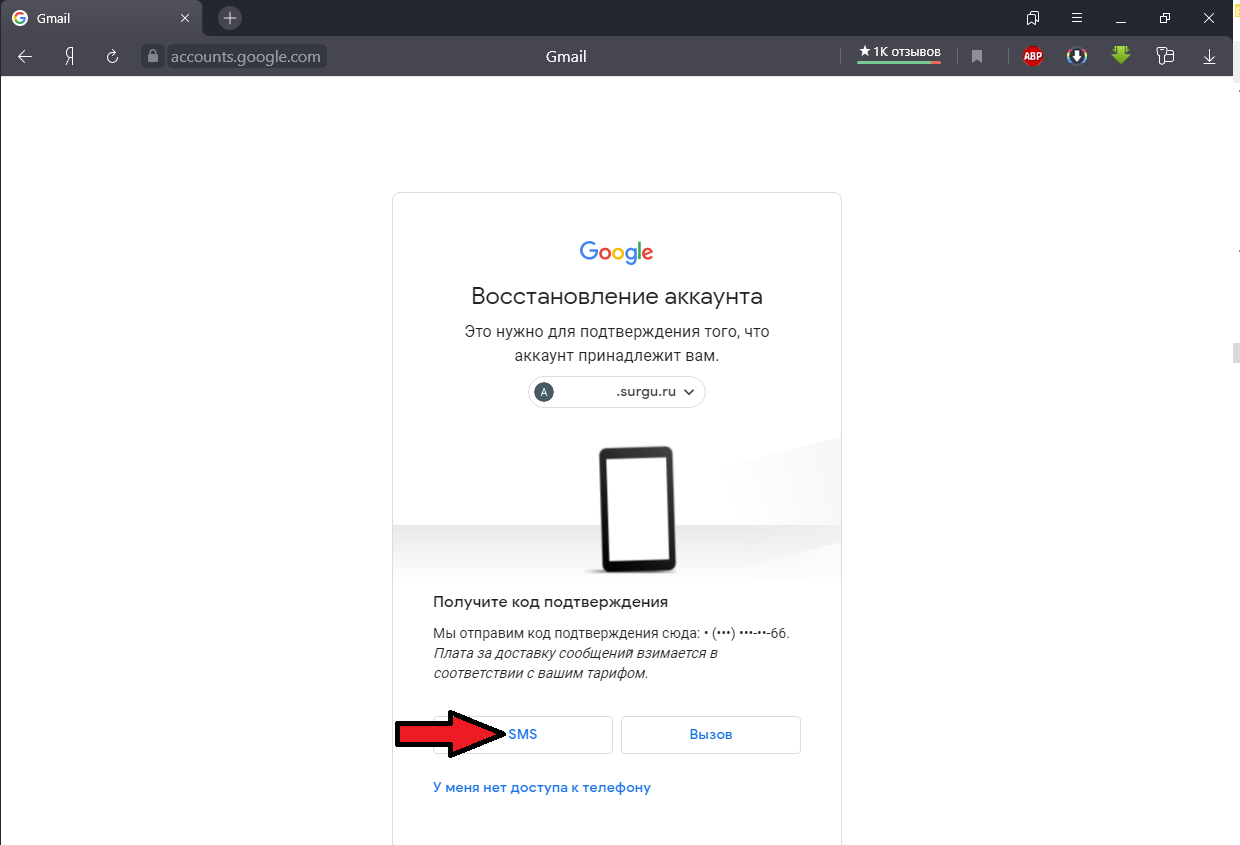 Gmail
Я
accounts.google.com
Gmail
★ 1K отзывов
ABP
Google
Восстановление аккаунта
Это нужно для подтверждения того, что
аккаунт принадлежит вам.
A .surgu.ru
Получите код подтверждения
Мы отправим код подтверждения сюда: • (•••) •••-••-66.
Плата за доставку сообщений взимается в
соответствии с вашим тарифом.
SMS Вызов
У меня нет доступа к телефону